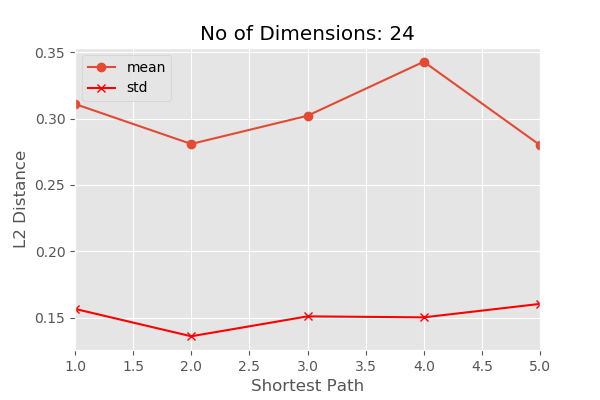 No of Dimensions: 24
mean
std
0.35
0.30
0.25
0.20
0.15
L2 Distance
1.0 1.5 2.0 2.5 3.0 3.5 4.0 4.5 5.0
Shortest Path